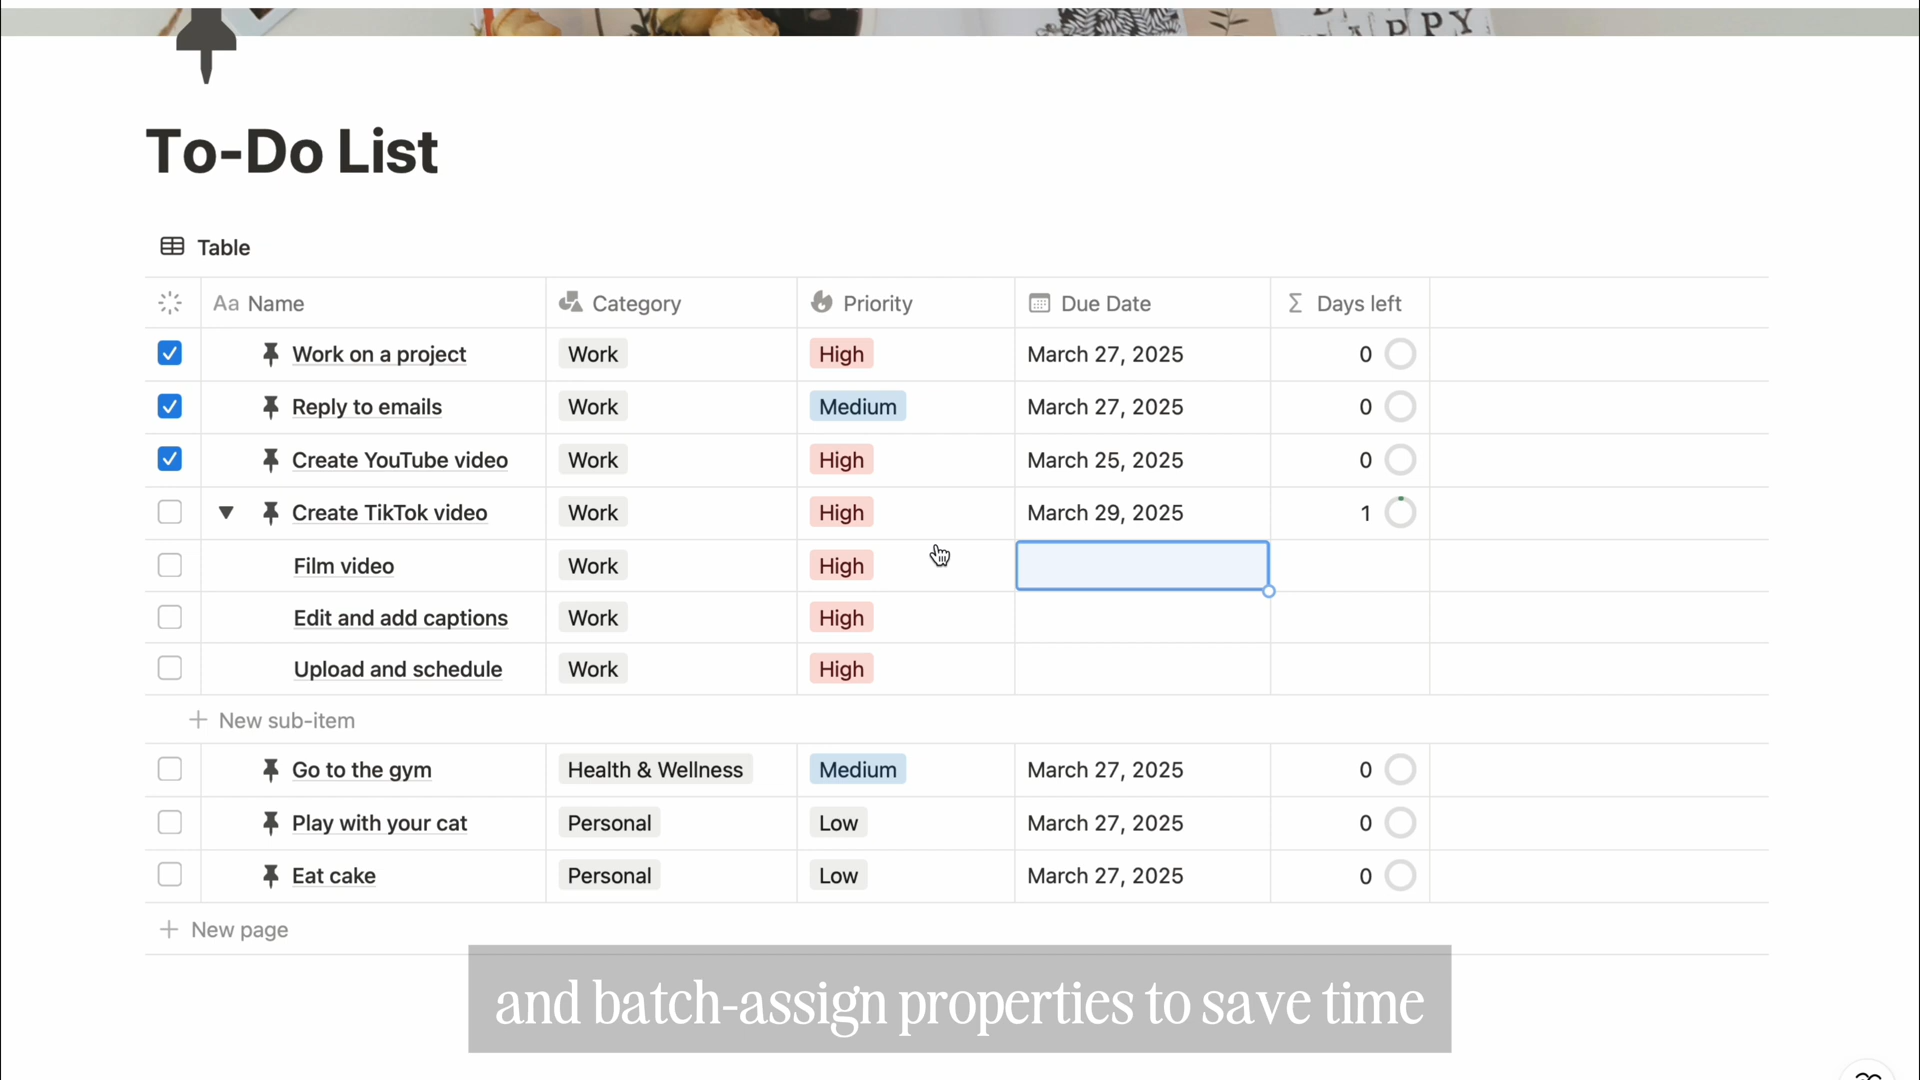 HAPPY
To-Do List
Table
Aa Name Category Priority Due Date Σ Days left
Work on a project Work High March 27, 2025 0
Reply to emails Work Medium March 27, 2025 0
Create YouTube video Work High March 25, 2025 0
Create TikTok video Work High March 29, 2025 1
Film video Work High
Edit and add captions Work High
Upload and schedule Work High
+ New sub-item
Go to the gym Health & Wellness Medium March 27, 2025 0
Play with your cat Personal Low March 27, 2025 0
Eat cake Personal Low March 27, 2025 0
+ New page
and batch-assign properties to save time